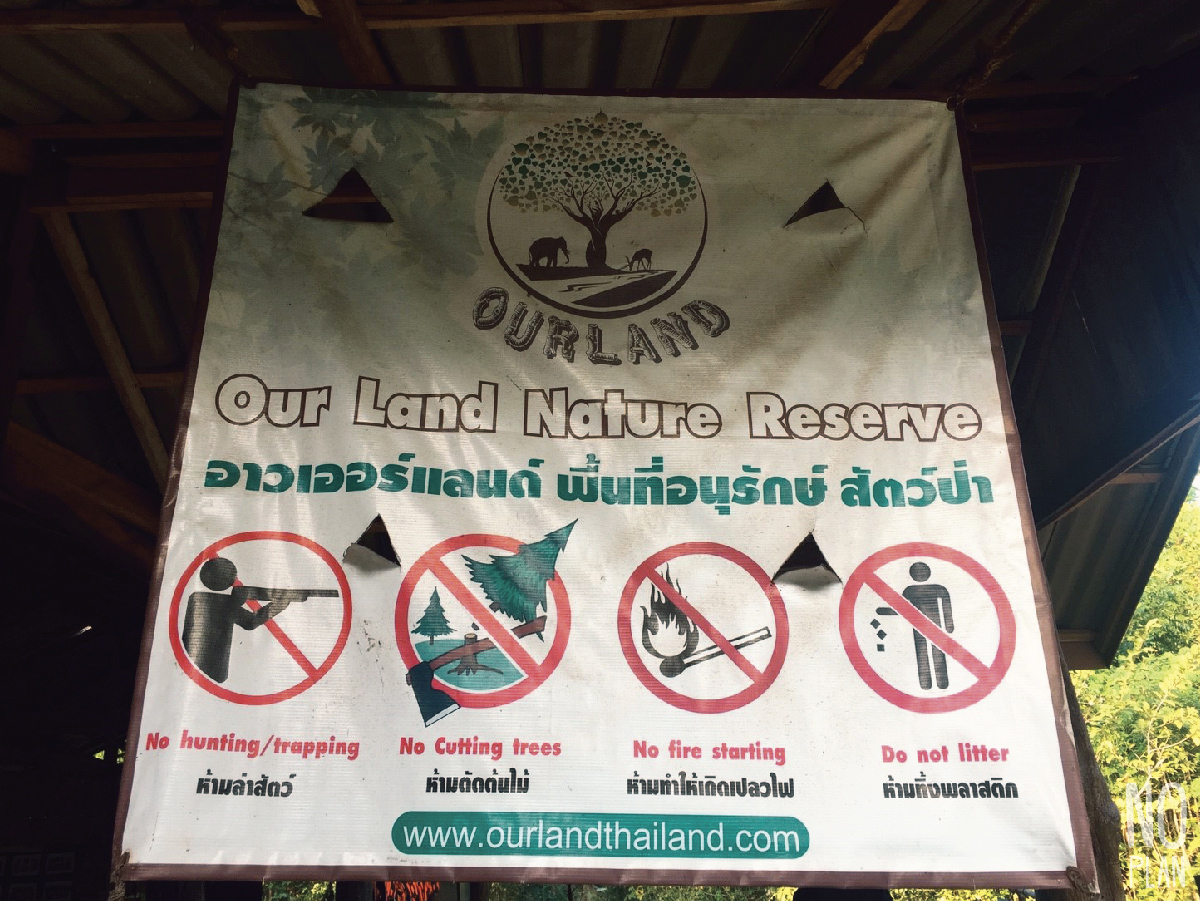 OURLAND
Our Land Nature Reserve
อาวเออร์แลนด์ พื้นที่อนุรักษ์ สัตว์ป่า
No hunting/trapping
ห้ามล่าสัตว์
No Cutting trees
ห้ามตัดต้นไม้
No fire starting
ห้ามทำให้เกิดเปลวไฟ
Do not litter
ห้ามทิ้งพลาสติก
www.ourlandthailand.com
NO
PLAN